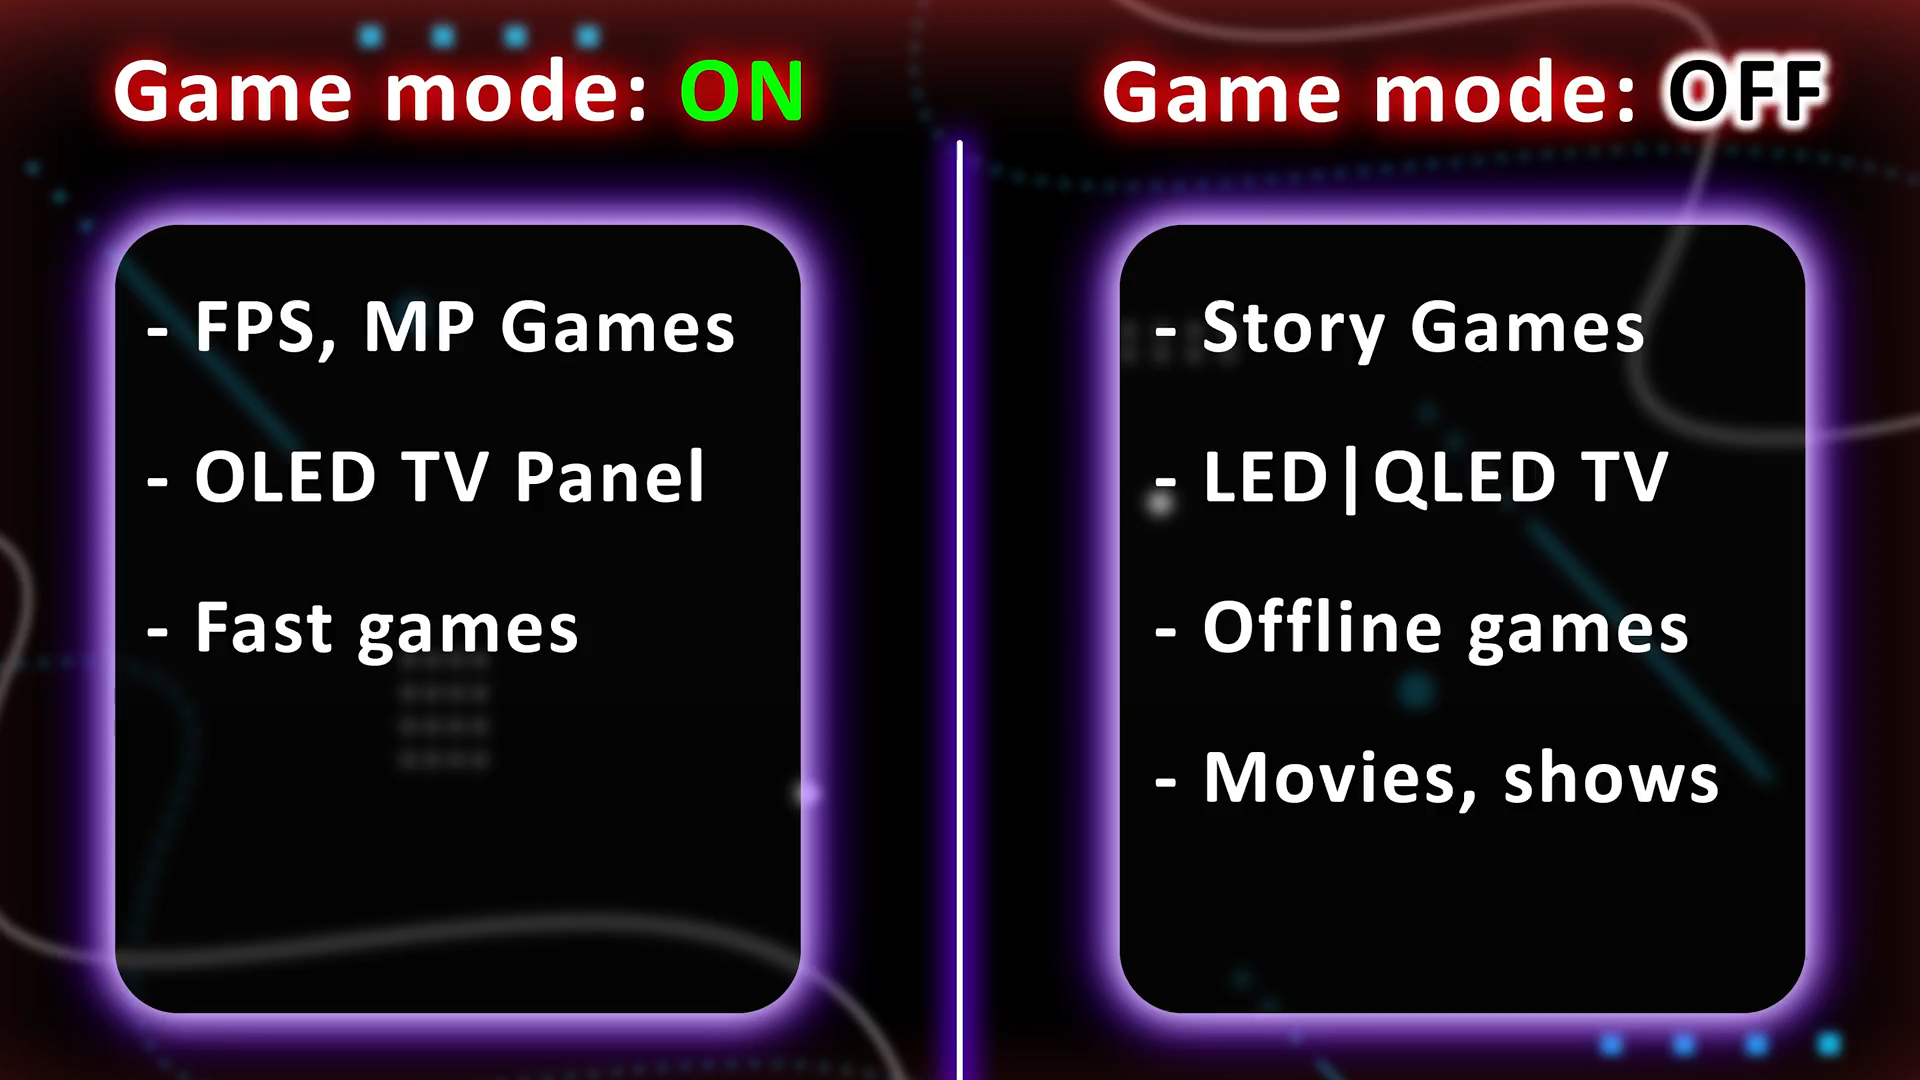 Game mode: ON
- FPS, MP Games
- OLED TV Panel
- Fast games
Game mode: OFF
- Story Games
- LED|QLED TV
- Offline games
- Movies, shows